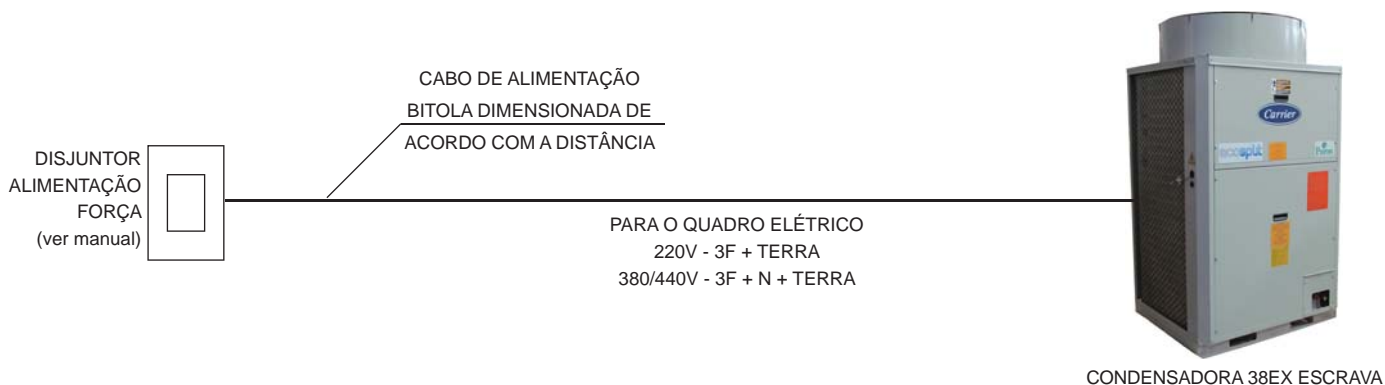 CABO DE ALIMENTAÇÃO
BITOLA DIMENSIONADA DE
ACORDO COM A DISTÂNCIA
DISJUNTOR
ALIMENTAÇÃO
FORÇA
(ver manual)
PARA O QUADRO ELÉTRICO
220V - 3F + TERRA
380/440V - 3F + N + TERRA
Carrier
ecosplit
CONDENSADORA 38EX ESCRAVA